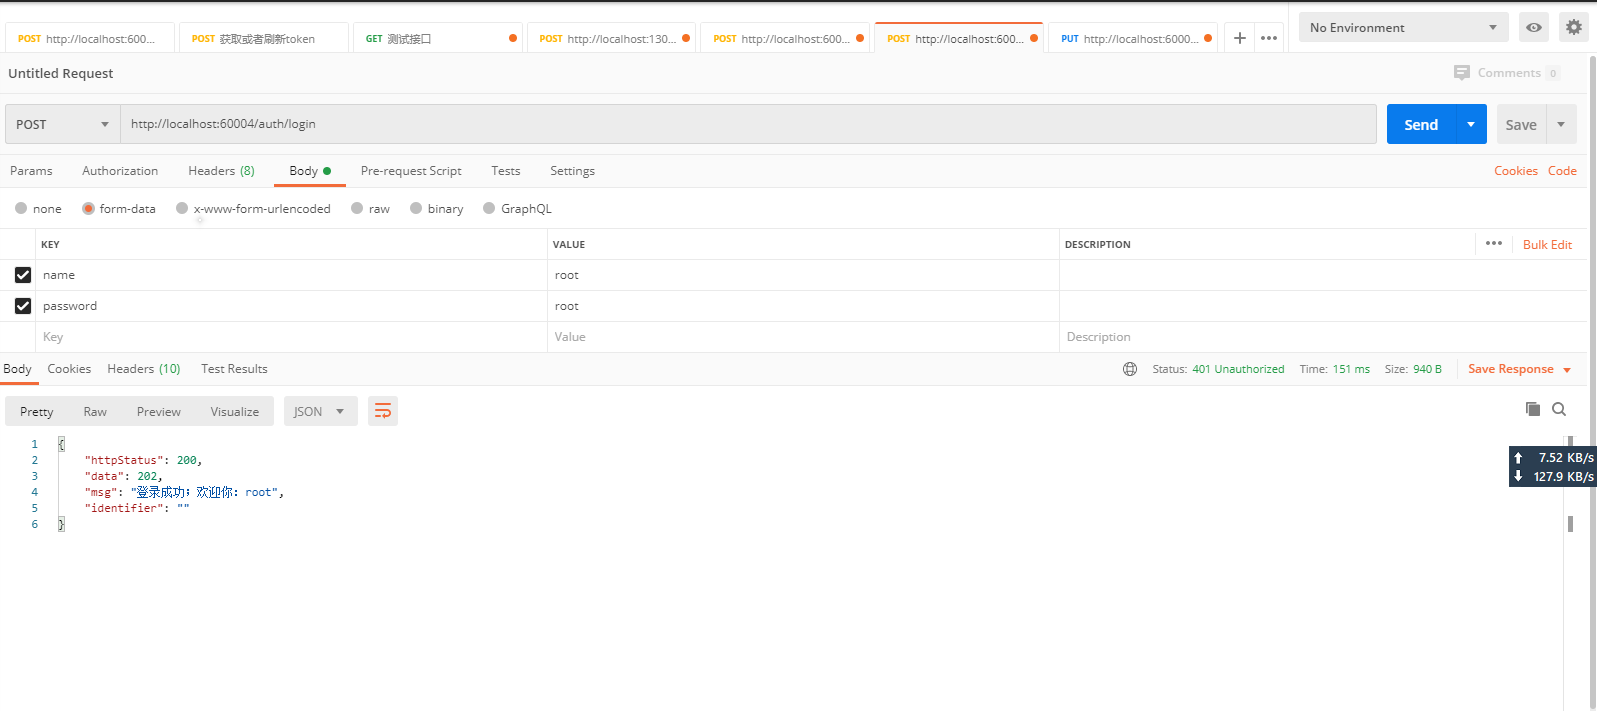 POST http://localhost:600... POST 获取或者刷新token GET 测试接口 POST http://localhost:130... POST http://localhost:600... POST http://localhost:600... PUT http://localhost:6000... + ••• No Environment
Untitled Request Comments 0
POST http://localhost:60004/auth/login Send Save
Params Authorization Headers (8) Body Pre-request Script Tests Settings Cookies Code
none form-data x-www-form-urlencoded raw binary GraphQL
KEY VALUE DESCRIPTION ••• Bulk Edit
name root
password root
Key Value Description
Body Cookies Headers (10) Test Results Status: 401 Unauthorized Time: 151 ms Size: 940 B Save Response
Pretty Raw Preview Visualize JSON
1 {
2 "httpStatus": 200,
3 "data": 202,
4 "msg": "登录成功；欢迎你：root",
5 "identifier": ""
6 }
7.52 KB/s
127.9 KB/s